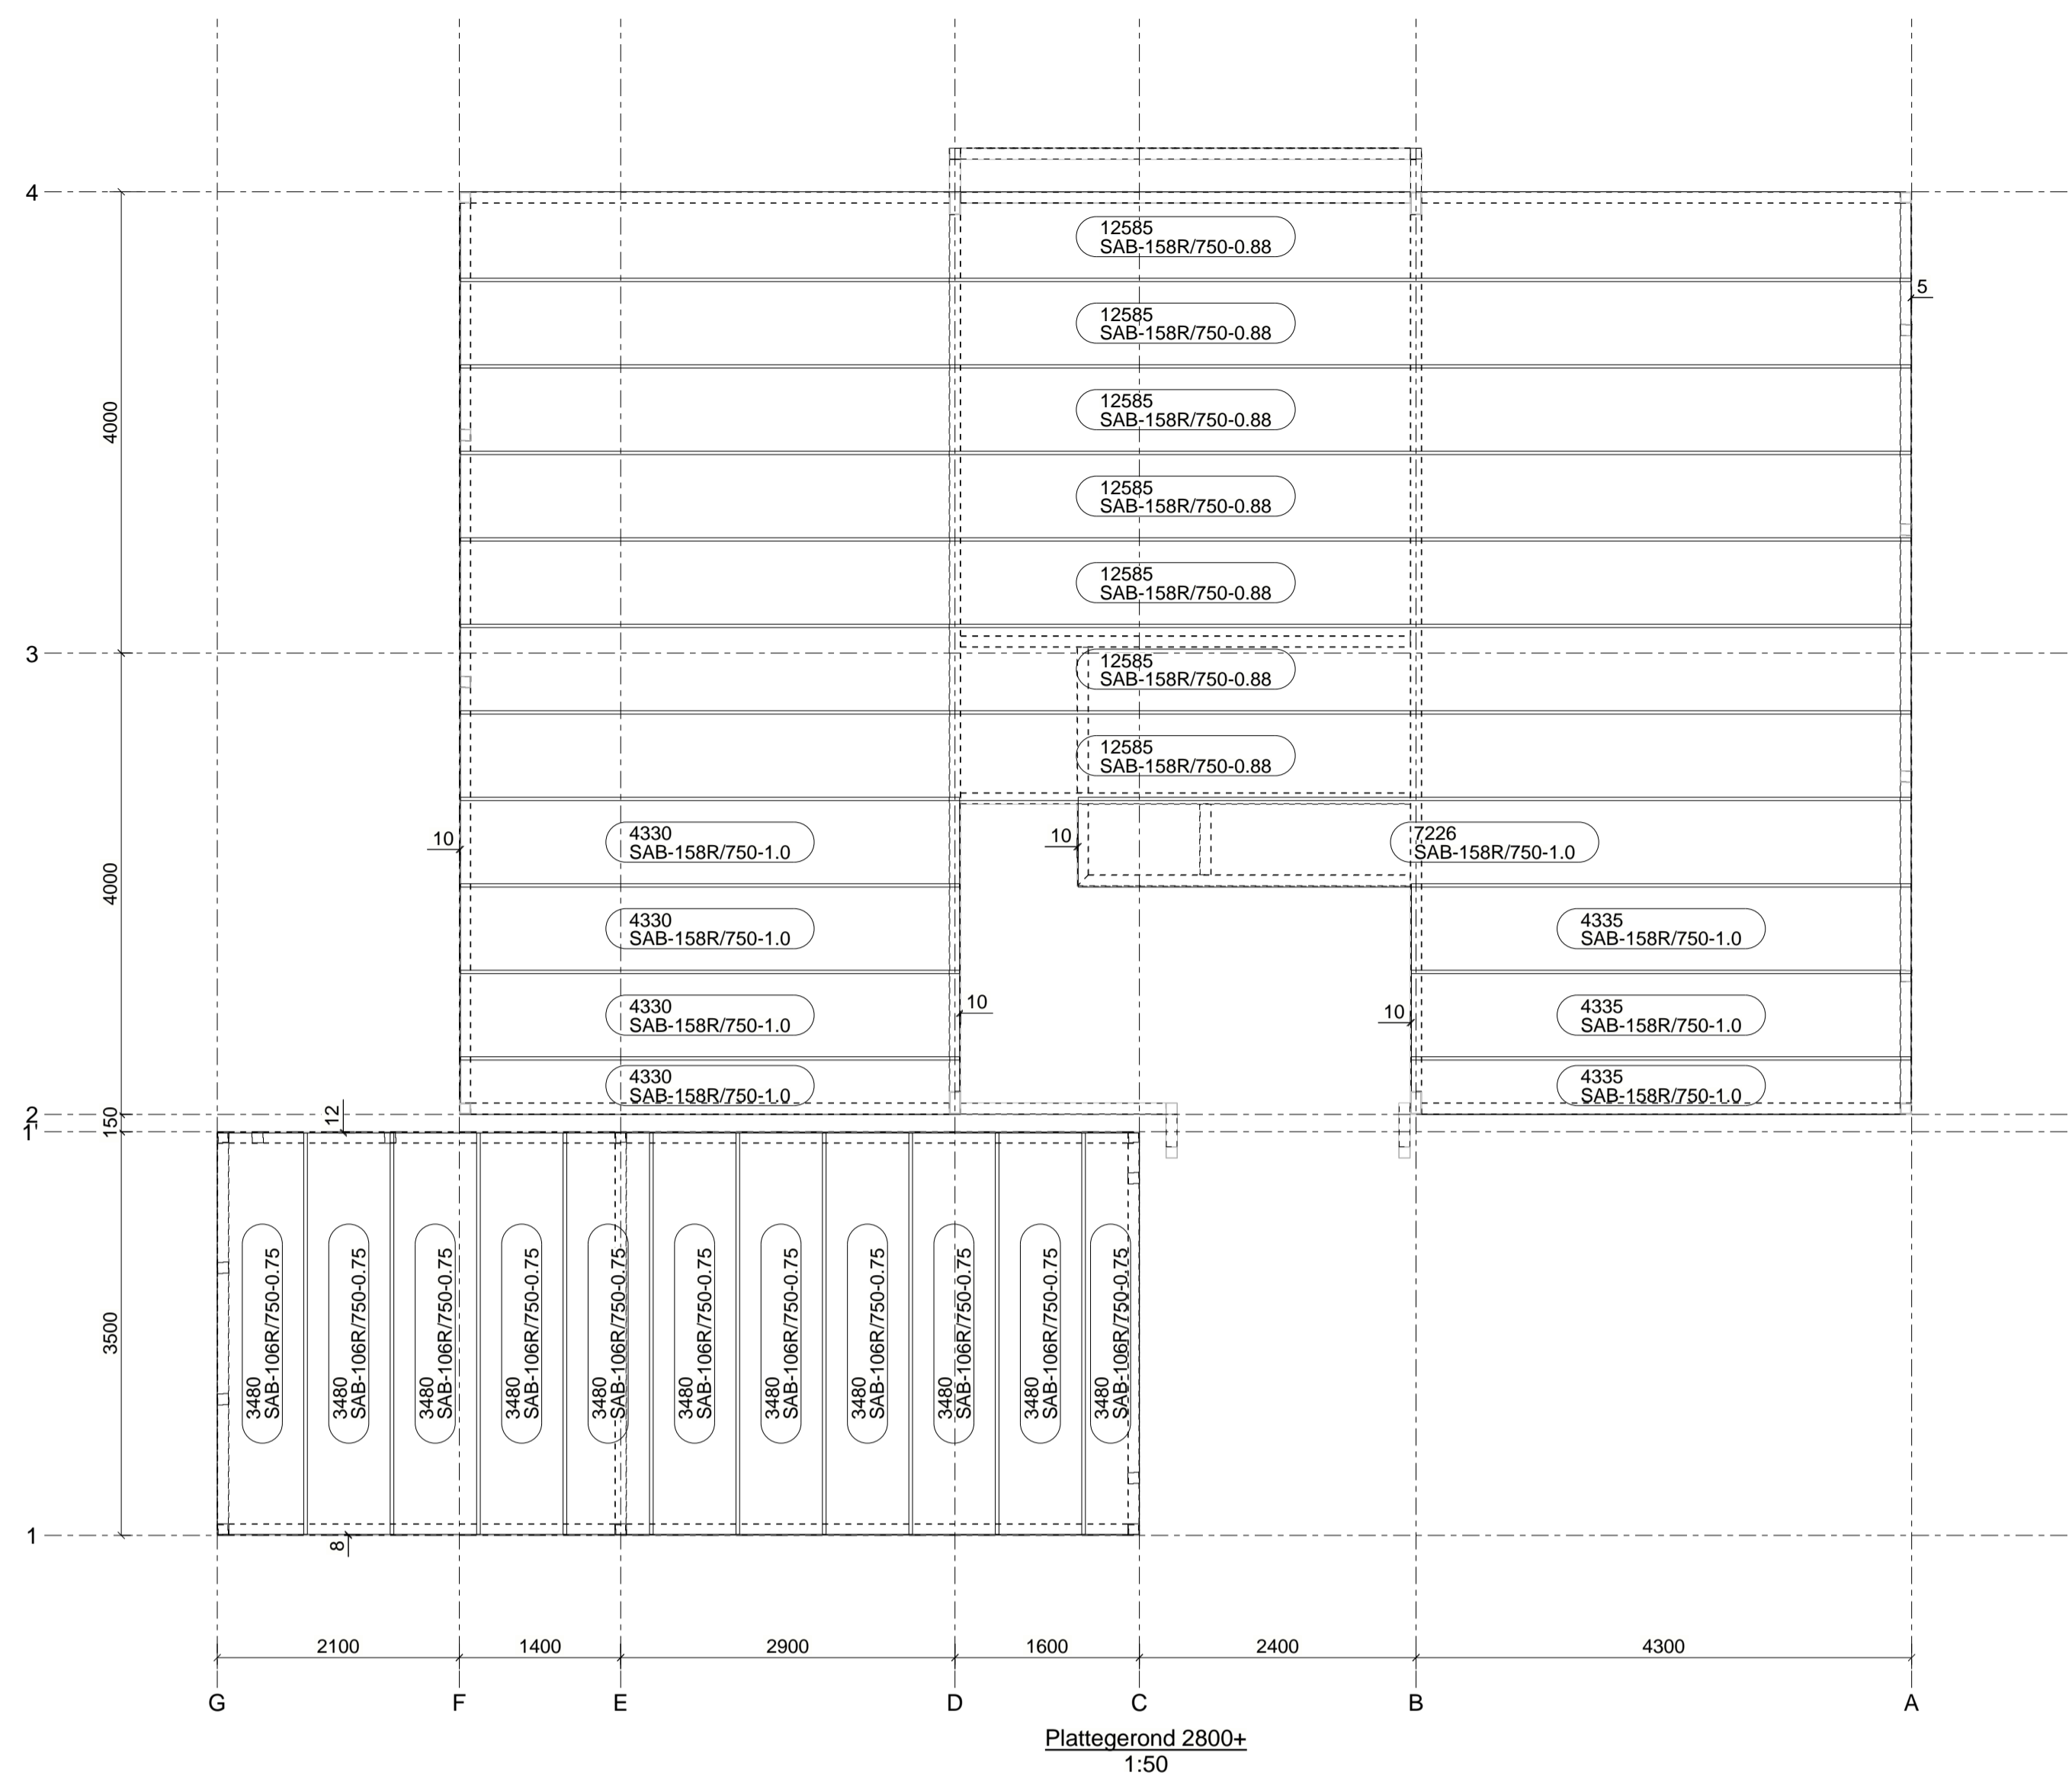 4
12585
SAB-158R/750-0.88
5
12585
SAB-158R/750-0.88
12585
SAB-158R/750-0.88
4000
12585
SAB-158R/750-0.88
12585
SAB-158R/750-0.88
3
12585
SAB-158R/750-0.88
12585
SAB-158R/750-0.88
10
4330
SAB-158R/750-1.0
10
7226
SAB-158R/750-1.0
4000
4330
SAB-158R/750-1.0
4335
SAB-158R/750-1.0
4330
SAB-158R/750-1.0
10
10
4335
SAB-158R/750-1.0
4330
SAB-158R/750-1.0
4335
SAB-158R/750-1.0
2
150
12
1'
3480
SAB-106R/750-0.75
3480
SAB-106R/750-0.75
3480
SAB-106R/750-0.75
3480
SAB-106R/750-0.75
3480
SAB-106R/750-0.75
3480
SAB-106R/750-0.75
3480
SAB-106R/750-0.75
3480
SAB-106R/750-0.75
3480
SAB-106R/750-0.75
3480
SAB-106R/750-0.75
3480
SAB-106R/750-0.75
3500
1
8
2100 1400 2900 1600 2400 4300
G F E D C B A
Plattegerond 2800+
1:50